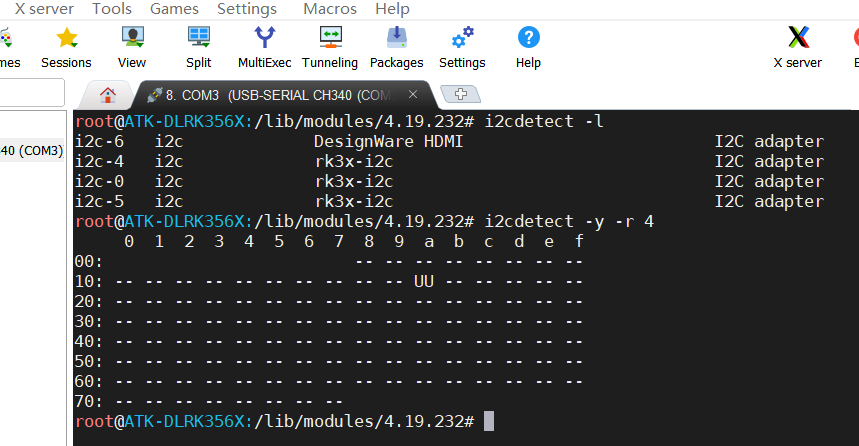 X server Tools Games Settings Macros Help
mes Sessions View Split MultiExec Tunneling Packages Settings Help X server E
8. COM3 (USB-SERIAL CH340 (COM
40 (COM3)
root@ATK-DLRK356X:/lib/modules/4.19.232# i2cdetect -l
i2c-6 i2c DesignWare HDMI I2C adapter
i2c-4 i2c rk3x-i2c I2C adapter
i2c-0 i2c rk3x-i2c I2C adapter
i2c-5 i2c rk3x-i2c I2C adapter
root@ATK-DLRK356X:/lib/modules/4.19.232# i2cdetect -y -r 4
0 1 2 3 4 5 6 7 8 9 a b c d e f
00: -- -- -- -- -- -- -- --
10: -- -- -- -- -- -- -- -- -- -- UU -- -- -- -- --
20: -- -- -- -- -- -- -- -- -- -- -- -- -- -- -- --
30: -- -- -- -- -- -- -- -- -- -- -- -- -- -- -- --
40: -- -- -- -- -- -- -- -- -- -- -- -- -- -- -- --
50: -- -- -- -- -- -- -- -- -- -- -- -- -- -- -- --
60: -- -- -- -- -- -- -- -- -- -- -- -- -- -- -- --
70: -- -- -- -- -- -- -- --
root@ATK-DLRK356X:/lib/modules/4.19.232#